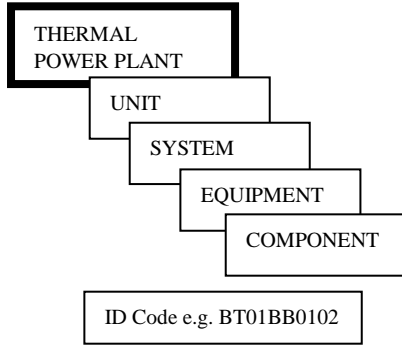 THERMAL
POWER PLANT
UNIT
SYSTEM
EQUIPMENT
COMPONENT
ID Code e.g. BT01BB0102